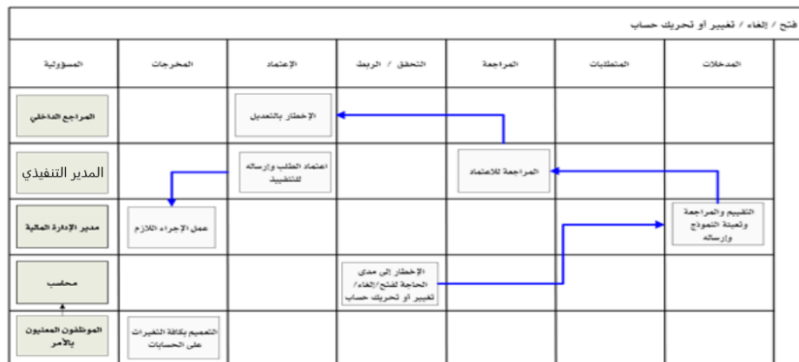 فتح / إلغاء / تغيير أو تحريك حساب
المدخلات
المتطلبات
المراجعة
التحقق / الربط
الإعتماد
المخرجات
المسؤولية
الإخطار بالتعديل
المراجع الداخلي
المراجعة للاعتماد
اعتماد الطلب وإرساله
للتنفيذ
المدير التنفيذي
التقييم والمراجعة
وتعبئة النموذج
وإرساله
عمل الإجراء اللازم
مدير الإدارة المالية
الإخطار إلى مدى
الحاجة لفتح/إلغاء/
تغيير أو تحريك حساب
محاسب
التعميم بكافة التغيرات
على الحسابات
الموظفون المعنيون
بالأمر